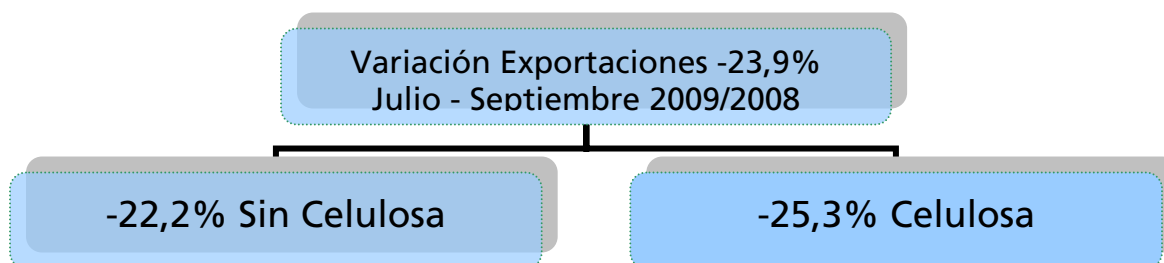 Variación Exportaciones -23,9%
Julio - Septiembre 2009/2008
-22,2% Sin Celulosa
-25,3% Celulosa